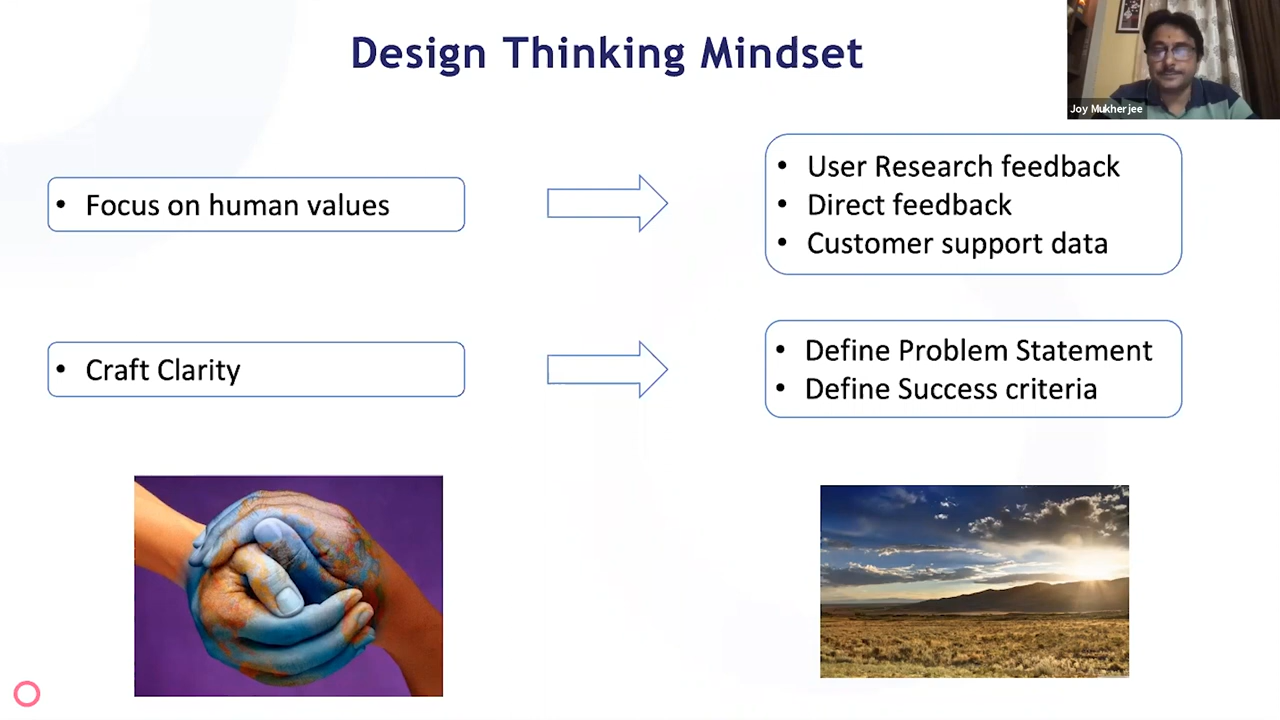 Design Thinking Mindset
Joy Mukherjee
• Focus on human values
• User Research feedback
• Direct feedback
• Customer support data
• Craft Clarity
• Define Problem Statement
• Define Success criteria